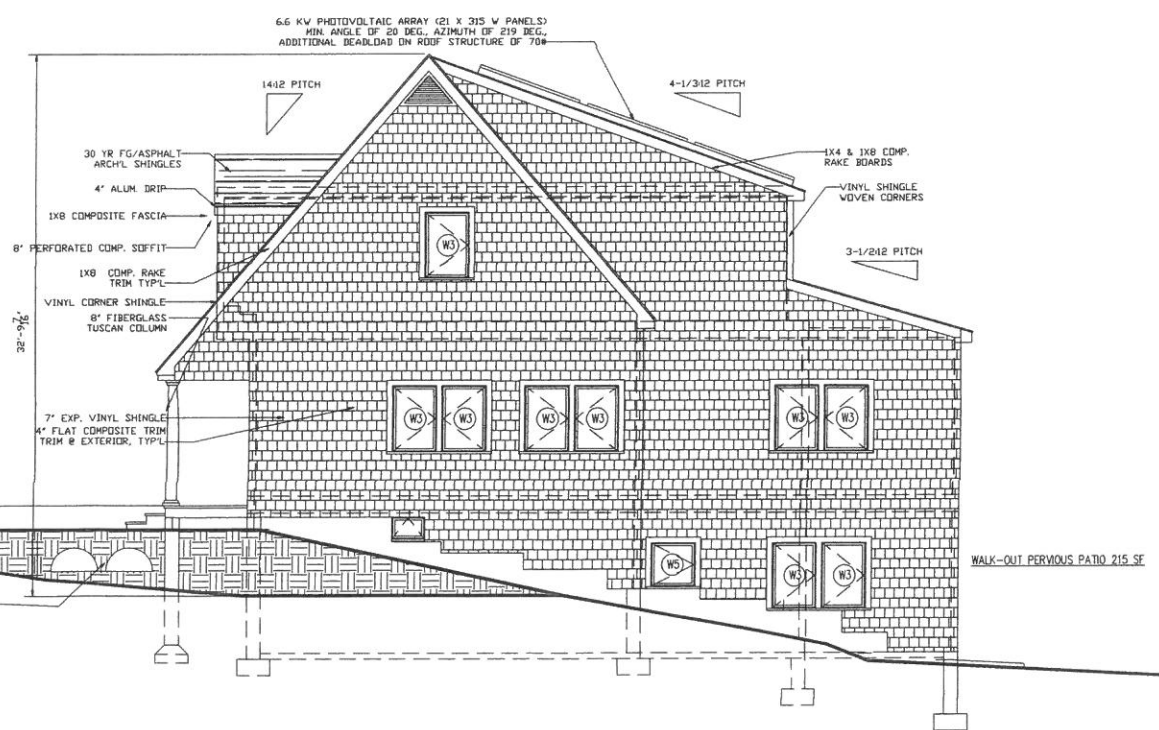 6.6 KW PHOTOVOLTAIC ARRAY (21 X 315 W PANELS)
MIN. ANGLE OF 20 DEG., AZIMUTH OF 219 DEG.,
ADDITIONAL DEADLOAD ON ROOF STRUCTURE OF 70#
14:12 PITCH
4-1/3:12 PITCH
30 YR FG/ASPHALT
ARCH'L SHINGLES
1X4 & 1X8 COMP.
RAKE BOARDS
4" ALUM. DRIP
VINYL SHINGLE
WOVEN CORNERS
1X8 COMPOSITE FASCIA
8" PERFORATED COMP. SOFFIT
W3
3-1/2:12 PITCH
1X8 COMP. RAKE
TRIM TYP'L
VINYL CORNER SHINGLE
8" FIBERGLASS
TUSCAN COLUMN
32'-9 7/16"
7" EXP. VINYL SHINGLE
4" FLAT COMPOSITE TRIM
TRIM @ EXTERIOR, TYP'L
W3 W3 W3 W3 W3 W3
W5 W3 W3
WALK-OUT PERVIOUS PATIO 215 SF